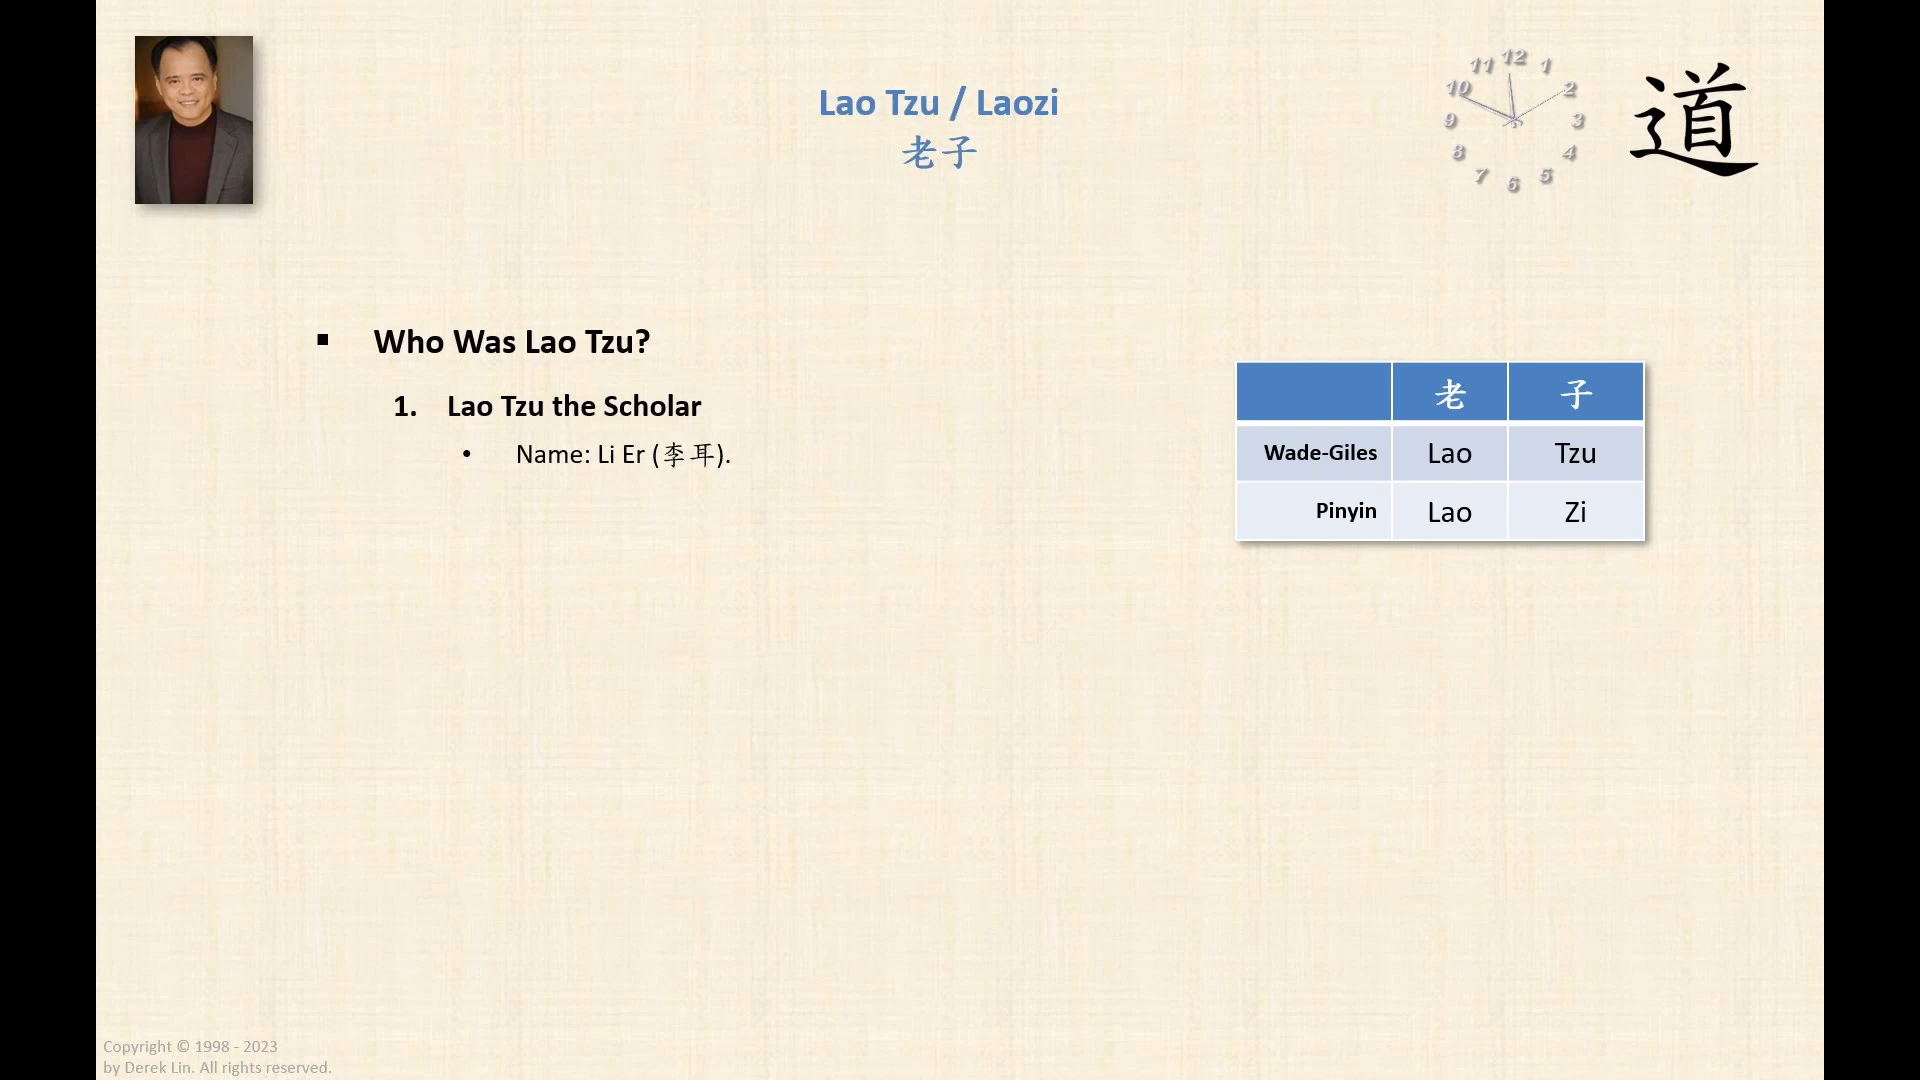 Lao Tzu / Laozi
老子
12
11
1
10
2
9
3
8
4
7
5
6
道
▪ Who Was Lao Tzu?
1. Lao Tzu the Scholar
• Name: Li Er (李耳).
老 子
Wade-Giles Lao Tzu
Pinyin Lao Zi
Copyright © 1998 - 2023
by Derek Lin. All rights reserved.